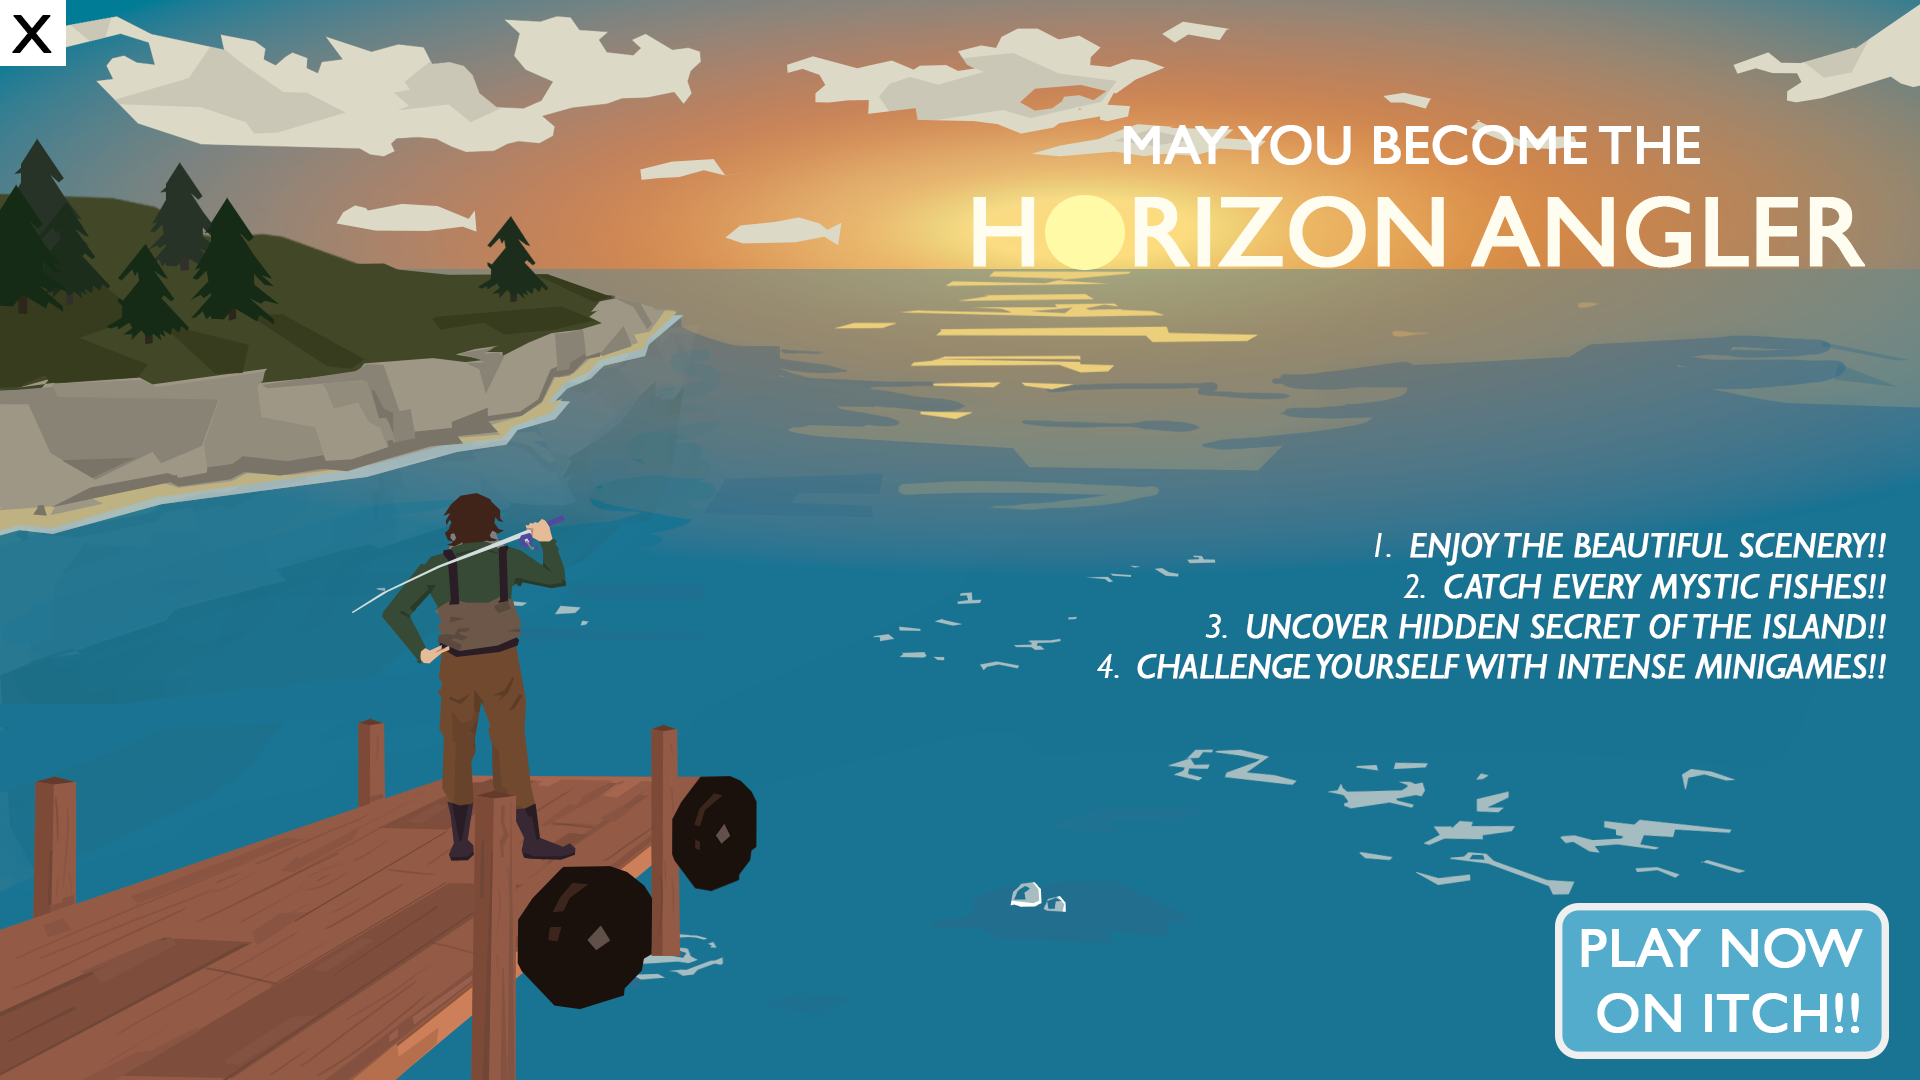 X
MAY YOU BECOME THE
HORIZON ANGLER
1. ENJOY THE BEAUTIFUL SCENERY!!
2. CATCH EVERY MYSTIC FISHES!!
3. UNCOVER HIDDEN SECRET OF THE ISLAND!!
4. CHALLENGE YOURSELF WITH INTENSE MINIGAMES!!
PLAY NOW
ON ITCH!!